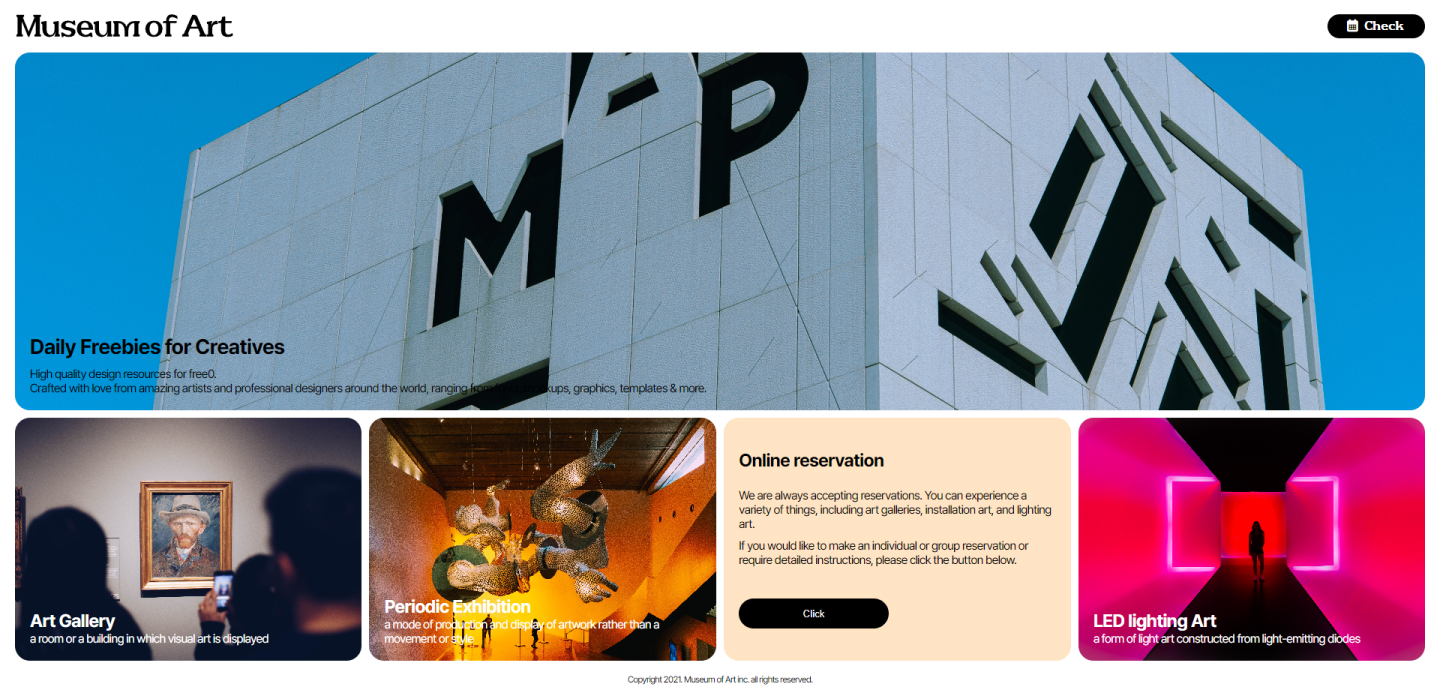 Museum of Art
Check
MAP
Daily Freebies for Creatives
High quality design resources for free0.
Crafted with love from amazing artists and professional designers around the world, ranging from mockups, graphics, templates & more.
Art Gallery
a room or a building in which visual art is displayed
Periodic Exhibition
a mode of production and display of artwork rather than a
movement or style
Online reservation
We are always accepting reservations. You can experience a
variety of things, including art galleries, installation art, and lighting
art.
If you would like to make an individual or group reservation or
require detailed instructions, please click the button below.
Click
LED lighting Art
a form of light art constructed from light-emitting diodes
Copyright 2021. Museum of Art inc. all rights reserved.